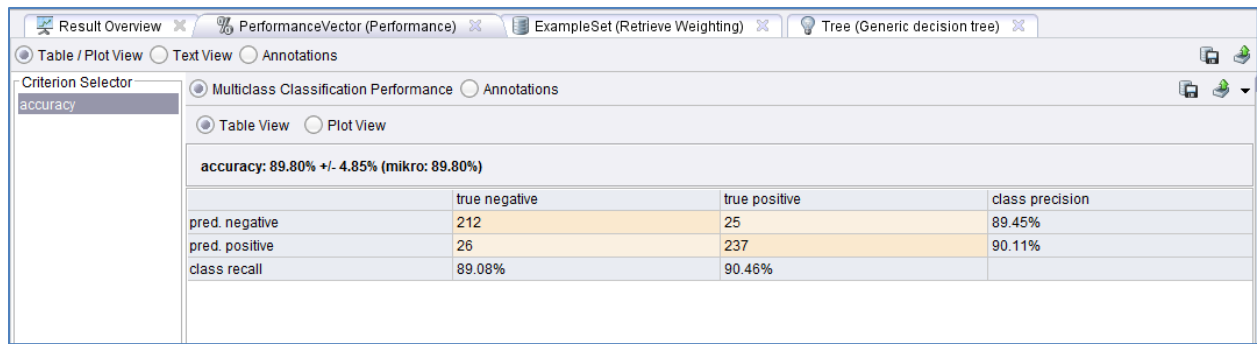 Result Overview PerformanceVector (Performance) ExampleSet (Retrieve Weighting) Tree (Generic decision tree)
Table / Plot View Text View Annotations
Criterion Selector
accuracy
Multiclass Classification Performance Annotations
Table View Plot View
accuracy: 89.80% +/- 4.85% (mikro: 89.80%)
true negative true positive class precision
pred. negative 212 25 89.45%
pred. positive 26 237 90.11%
class recall 89.08% 90.46%